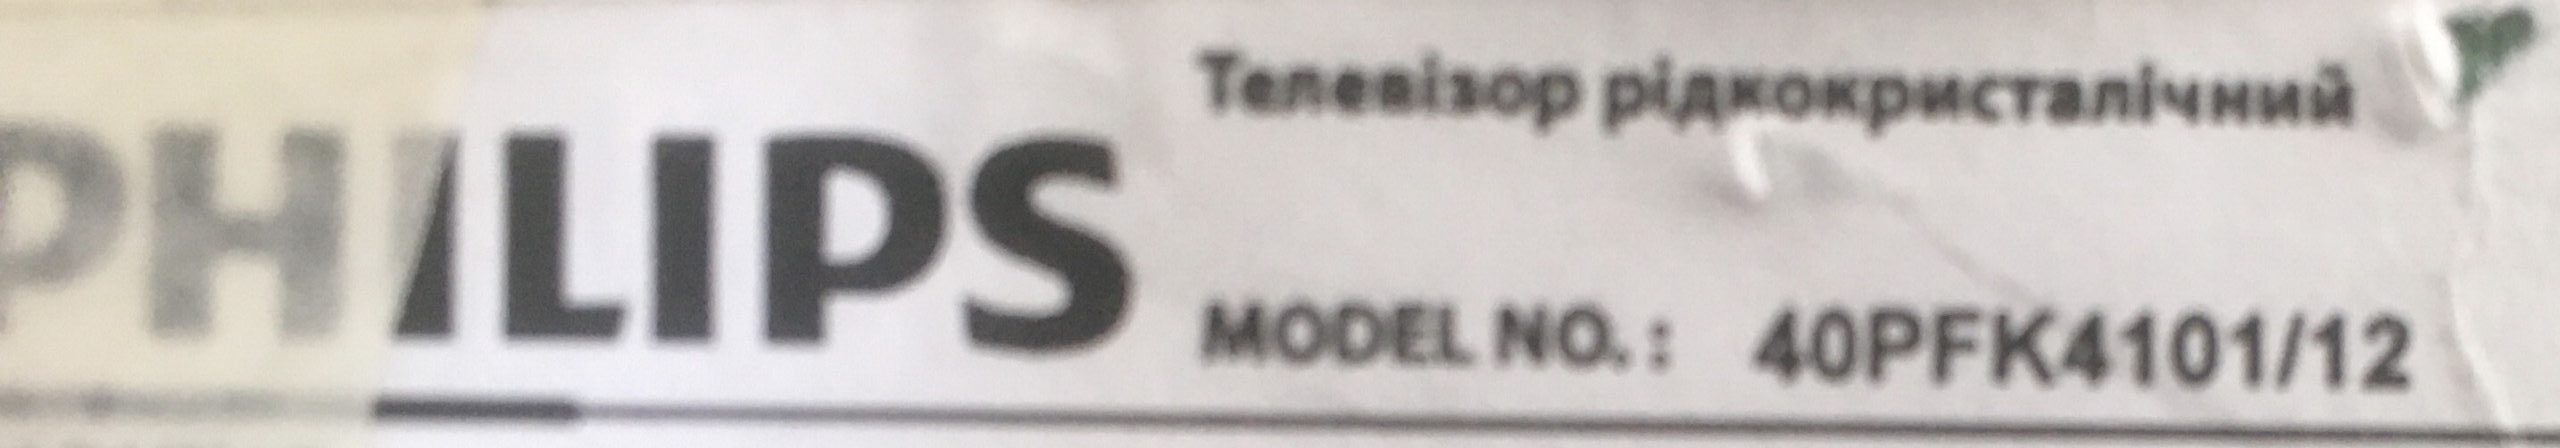 PHILIPS
Телевізор рідкокристалічний
MODEL NO. : 40PFK4101/12